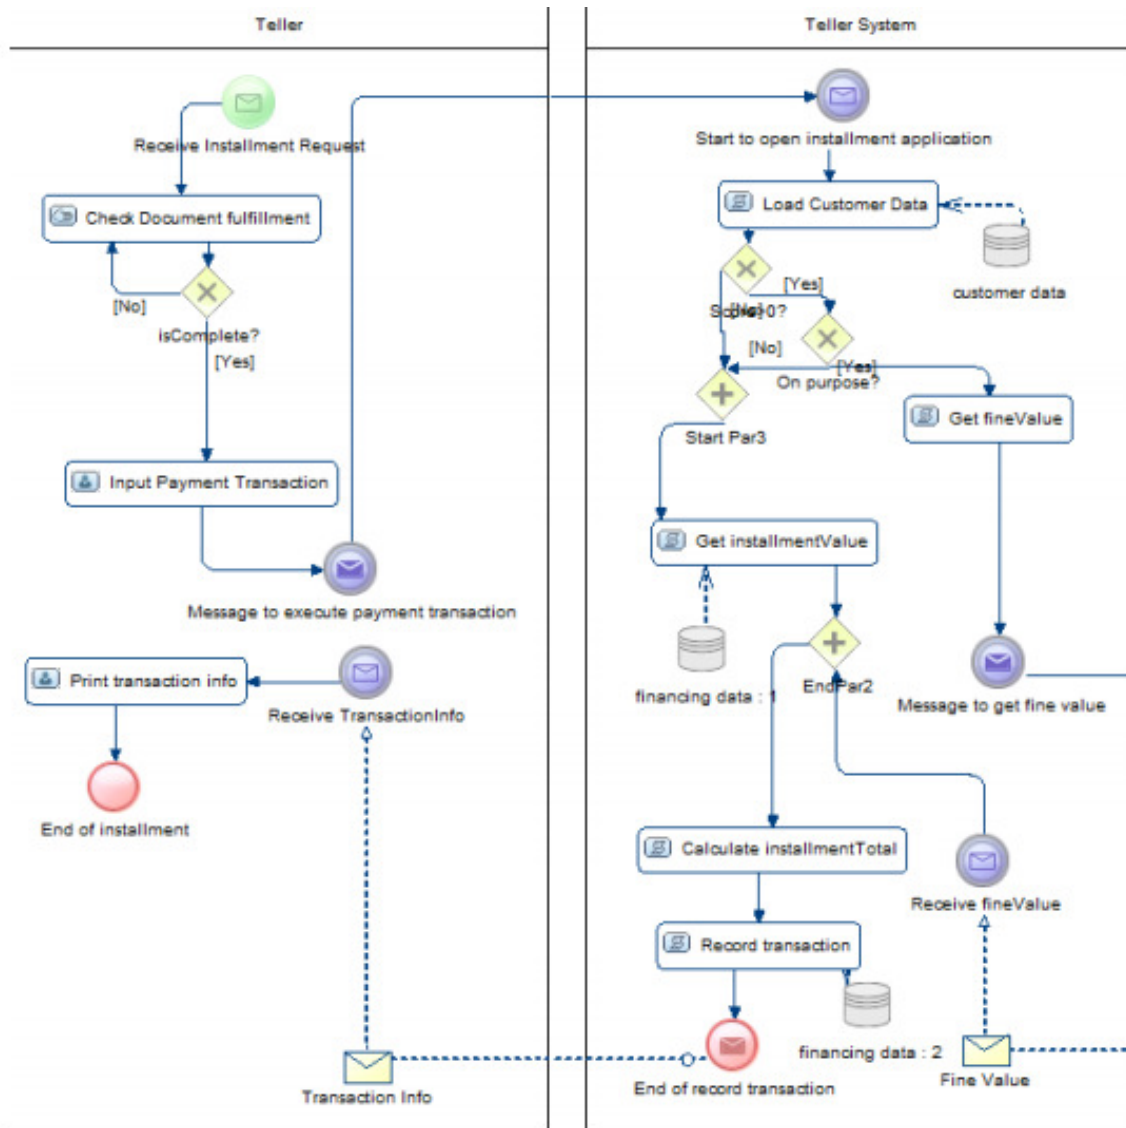 Teller
Receive Installment Request
Check Document fulfillment
[No]
isComplete?
[Yes]
Input Payment Transaction
Message to execute payment transaction
Print transaction info
Receive TransactionInfo
End of installment
Transaction Info
Teller System
Start to open installment application
Load Customer Data
customer data
[Yes]
[No]
[No]
On purpose?
[Yes]
Start Par3
Get fineValue
Get installmentValue
financing data : 1
EndPar2
Message to get fine value
Calculate installmentTotal
Receive fineValue
Record transaction
financing data : 2
End of record transaction
Fine Value